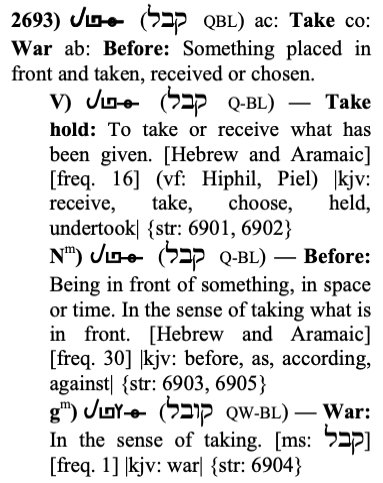 2693) (קבל QBL) ac: Take co:
War ab: Before: Something placed in
front and taken, received or chosen.
V) (קבל Q-BL) — Take
hold: To take or receive what has
been given. [Hebrew and Aramaic]
[freq. 16] (vf: Hiphil, Piel) |kjv:
receive, take, choose, held,
undertook| {str: 6901, 6902}
Nᵐ) (קבל Q-BL) — Before:
Being in front of something, in space
or time. In the sense of taking what is
in front. [Hebrew and Aramaic]
[freq. 30] |kjv: before, as, according,
against| {str: 6903, 6905}
gᵐ) (קובל QW-BL) — War:
In the sense of taking. [ms: קבל]
[freq. 1] |kjv: war| {str: 6904}